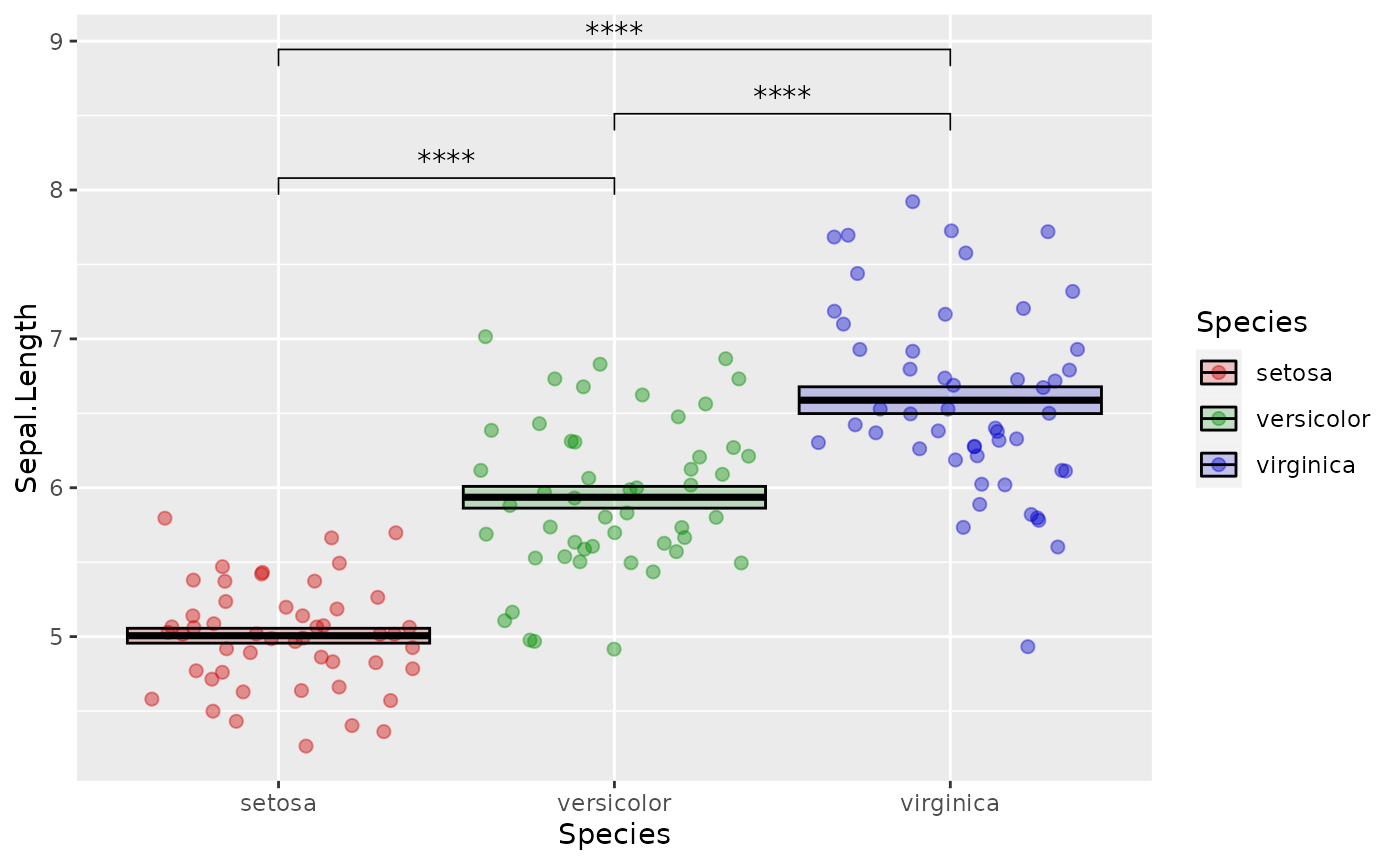 ****
9
****
****
8
7
6
5
Sepal.Length
setosa
versicolor
virginica
Species
Species
setosa
versicolor
virginica